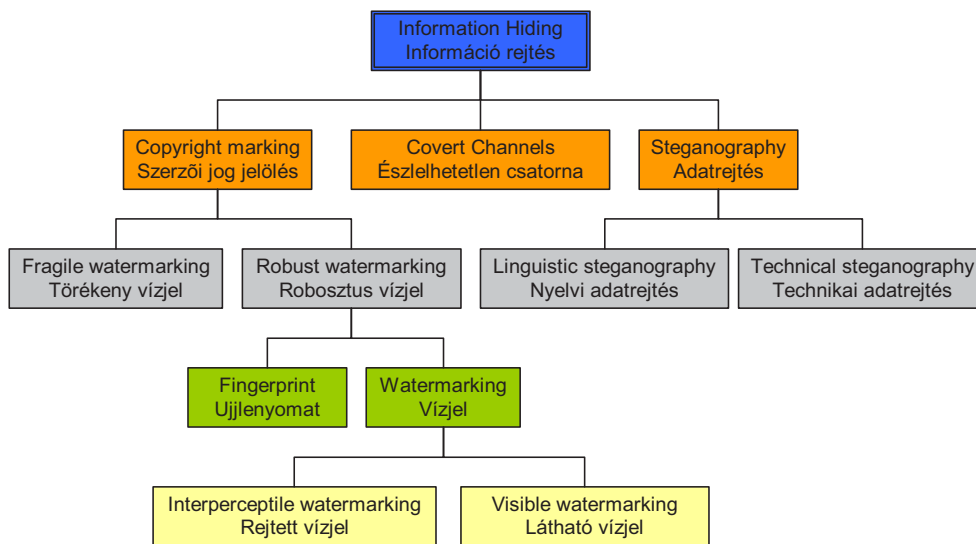 Information Hiding
Információ rejtés
Copyright marking
Szerzõi jog jelölés
Covert Channels
Észlelhetetlen csatorna
Steganography
Adatrejtés
Fragile watermarking
Törékeny vízjel
Robust watermarking
Robosztus vízjel
Linguistic steganography
Nyelvi adatrejtés
Technical steganography
Technikai adatrejtés
Fingerprint
Ujjlenyomat
Watermarking
Vízjel
Interperceptile watermarking
Rejtett vízjel
Visible watermarking
Látható vízjel